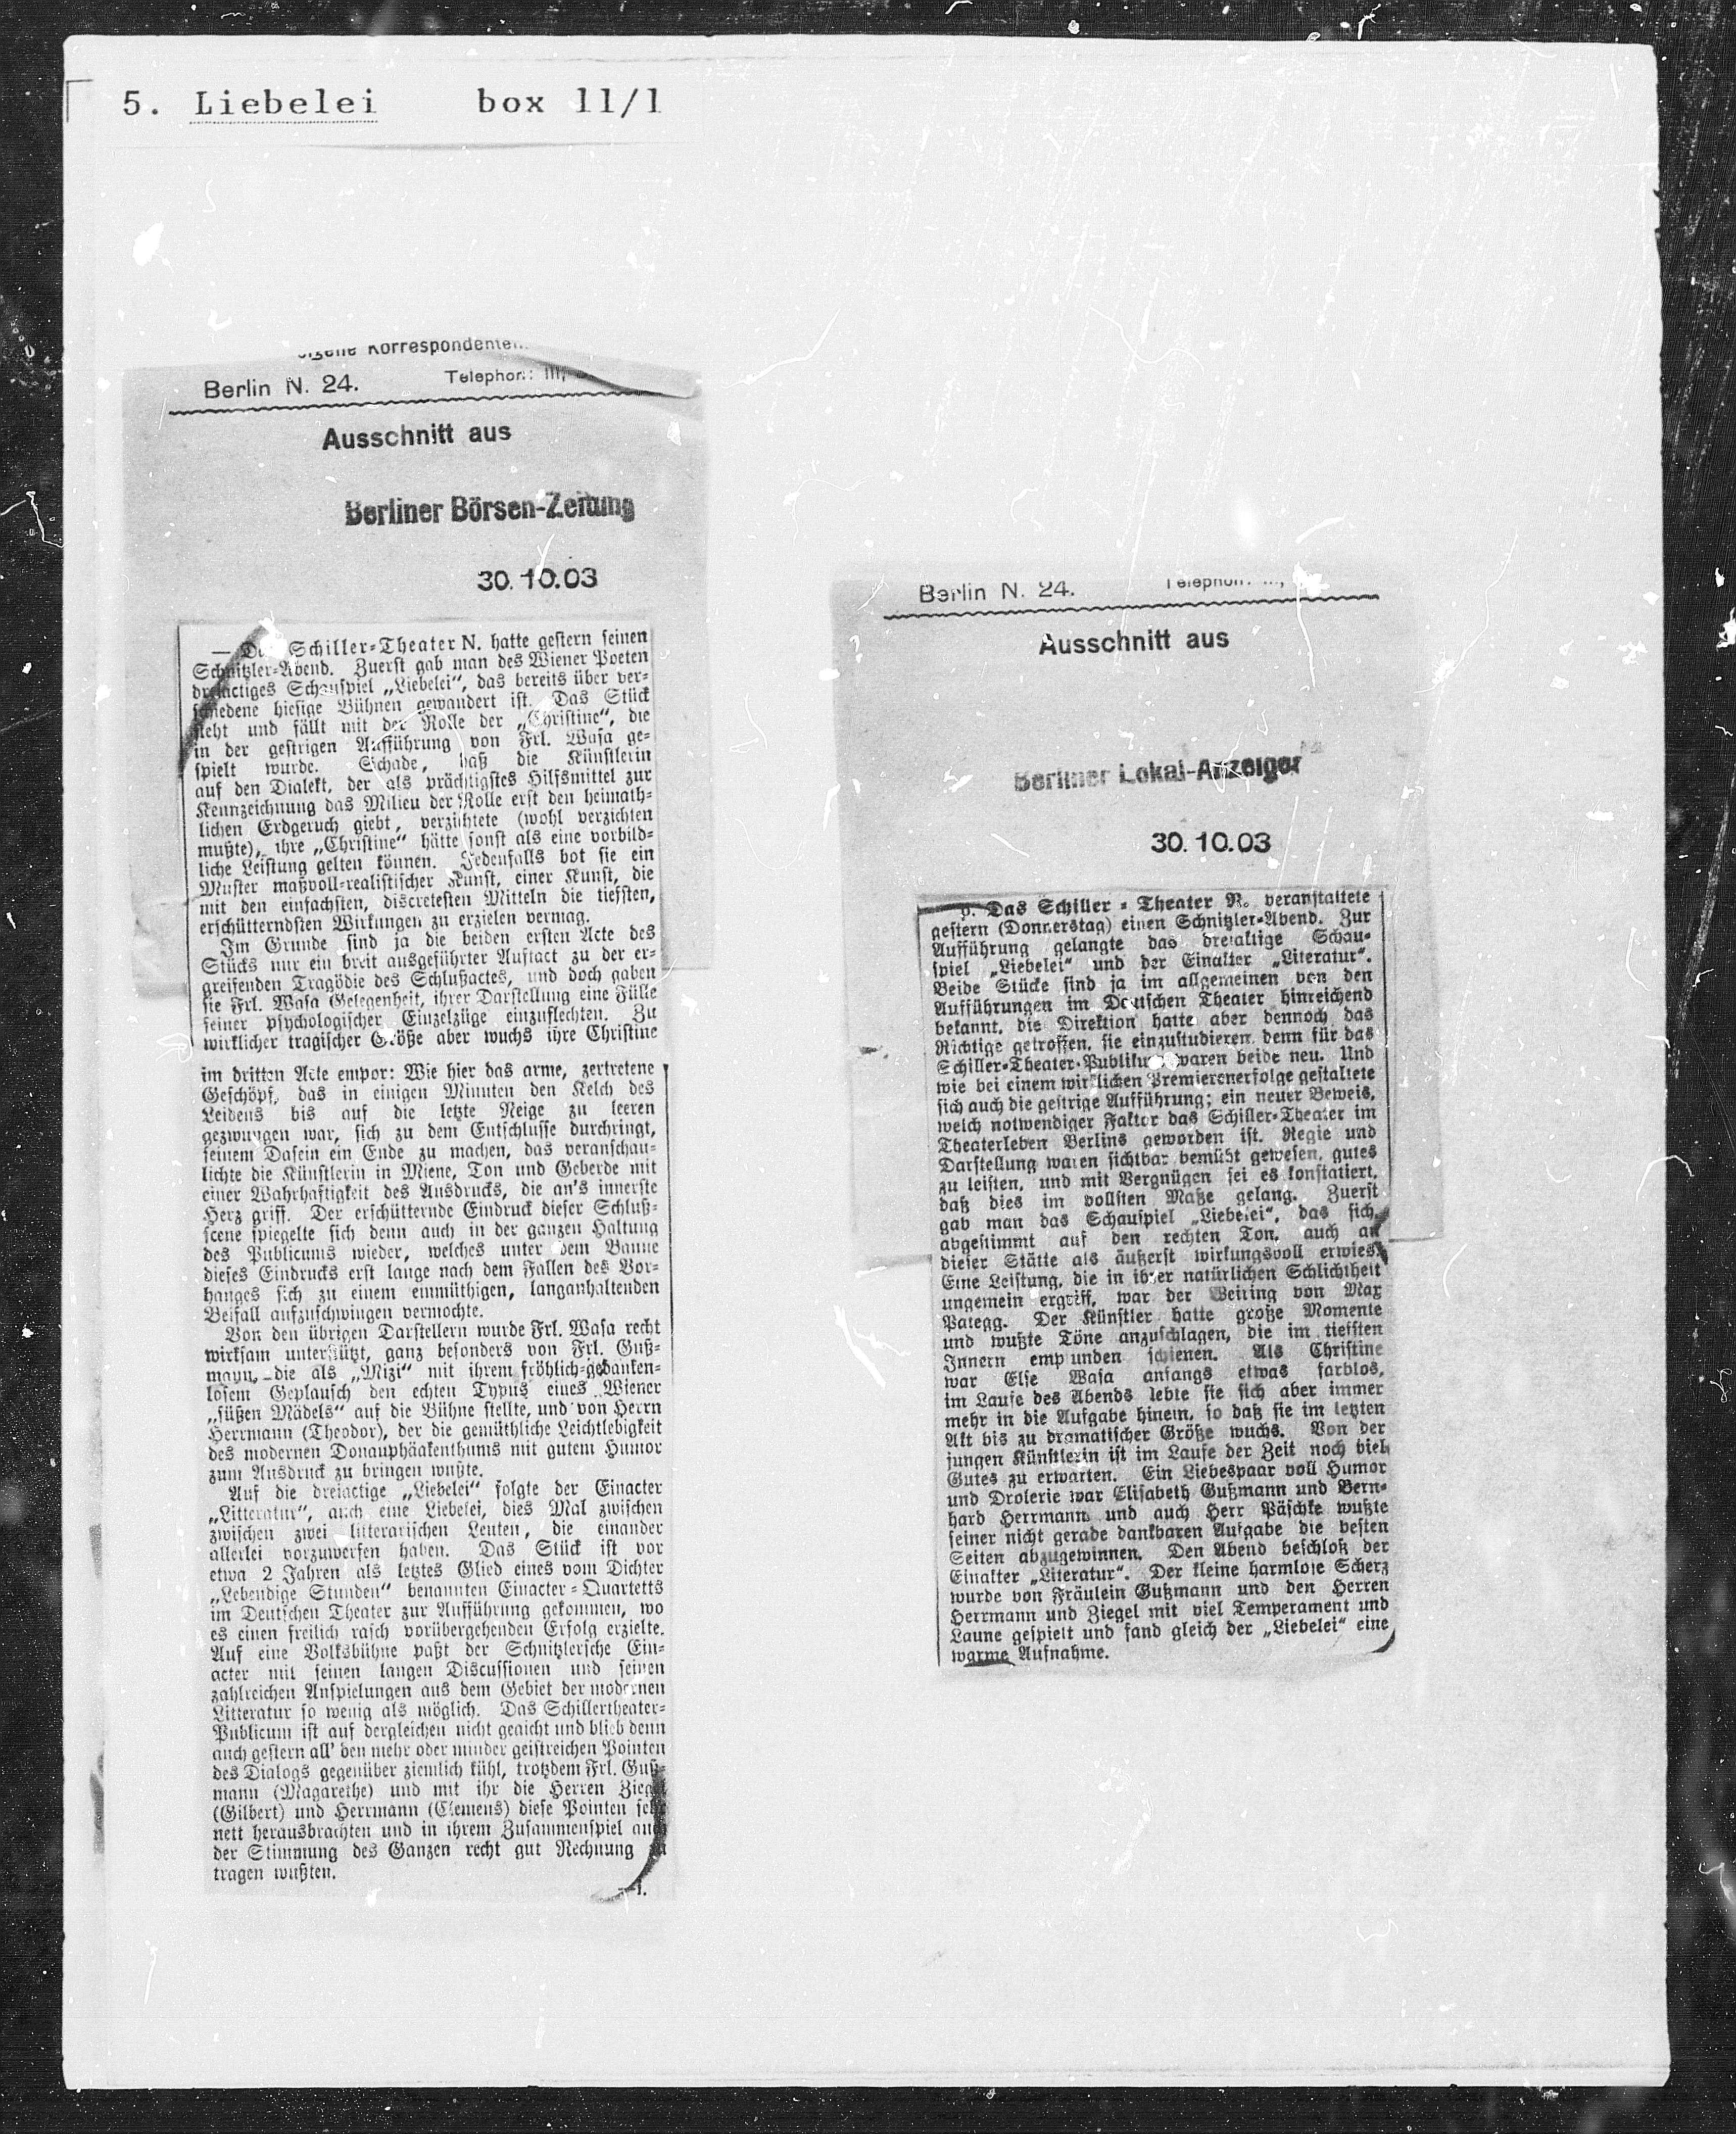 5. Liebelei box 11/1
eigene Korrespondenten.
Berlin N. 24. Telephon: III,
Ausschnitt aus
Berliner Börsen-Zeitung
30.10.03
— Das Schiller-Theater N. hatte gestern seinen
Schnitzler-Abend. Zuerst gab man des Wiener Poeten
dreiactiges Schauspiel „Liebelei“, das bereits über ver-
schiedene hiesige Bühnen gewandert ist. Das Stück
steht und fällt mit der Rolle der „Christine“, die
in der gestrigen Aufführung von Frl. Wasa ge-
spielt wurde. Schade, daß die Künstlerin
auf den Dialekt, der als prächtigstes Hilfsmittel zur
Kennzeichnung das Milieu der Rolle erst den heimath-
lichen Erdgeruch giebt, verzichtete (wohl verzichten
mußte), ihre „Christine“ hätte sonst als eine vorbild-
liche Leistung gelten können. Jedenfalls bot sie ein
Muster maßvoll-realistischer Kunst, einer Kunst, die
mit den einfachsten, discretesten Mitteln die tiefsten,
erschütterndsten Wirkungen zu erzielen vermag.
Im Grunde sind ja die beiden ersten Acte des
Stücks nur ein breit ausgeführter Auftact zu der er-
greifenden Tragödie des Schlußactes, und doch gaben
sie Frl. Wasa Gelegenheit, ihrer Darstellung eine Fülle
feiner psychologischer Einzelzüge einzuflechten. Zu
wirklicher tragischer Größe aber wuchs ihre Christine
im dritten Acte empor: Wie hier das arme, zertretene
Geschöpf, das in einigen Minuten den Kelch des
Leidens bis auf die letzte Neige zu leeren
gezwungen war, sich zu dem Entschlusse durchringt,
seinem Dasein ein Ende zu machen, das veranschau-
lichte die Künstlerin in Miene, Ton und Geberde mit
einer Wahrhaftigkeit des Ausdrucks, die an's innerste
Herz griff. Der erschütternde Eindruck dieser Schluß-
scene spiegelte sich denn auch in der ganzen Haltung
des Publicums wieder, welches unter dem Banne
dieses Eindrucks erst lange nach dem Fallen des Vor-
hanges sich zu einem einmüthigen, langanhaltenden
Beifall aufzuschwingen vermochte.
Von den übrigen Darstellern wurde Frl. Wasa recht
wirksam unterstützt, ganz besonders von Frl. Guß-
mann, die als „Mizi“ mit ihrem fröhlich-gedanken-
losem Geplausch den echten Typus eines Wiener
„süßen Mädels“ auf die Bühne stellte, und von Herrn
Herrmann (Theodor), der die gemüthliche Leichtlebigkeit
des modernen Donauphäakenthums mit gutem Humor
zum Ausdruck zu bringen wußte.
Auf die dreiactige „Liebelei“ folgte der Einacter
„Litteratur“, auch eine Liebelei, dies Mal zwischen
zwischen zwei litterarischen Leuten, die einander
allerlei vorzuwerfen haben. Das Stück ist vor
etwa 2 Jahren als letztes Glied eines vom Dichter
„Lebendige Stunden“ benannten Einacter-Quartetts
im Deutschen Theater zur Aufführung gekommen, wo
es einen freilich rasch vorübergehenden Erfolg erzielte.
Auf eine Volksbühne paßt der Schnitzlersche Ein-
acter mit seinen langen Discussionen und seinen
zahlreichen Anspielungen aus dem Gebiet der modernen
Litteratur so wenig als möglich. Das Schillertheater-
Publicum ist auf dergleichen nicht geaicht und blieb denn
auch gestern all' den mehr oder minder geistreichen Pointen
des Dialogs gegenüber ziemlich kühl, trotzdem Frl. Guß-
mann (Magarethe) und mit ihr die Herren Ziegel
(Gilbert) und Herrmann (Clemens) diese Pointen sehr
nett herausbrachten und in ihrem Zusammenspiel auch
der Stimmung des Ganzen recht gut Rechnung zu
tragen wußten.
—i.
Berlin N. 24. Telephon: III,
Ausschnitt aus
Berliner Lokal-Anzeiger
30.10.03
Das Schiller-Theater N. veranstaltete
gestern (Donnerstag) einen Schnitzler-Abend. Zur
Aufführung gelangte das dreiaktige Schau-
spiel „Liebelei“ und der Einakter „Literatur“.
Beide Stücke sind ja im allgemeinen von den
Aufführungen im Deutschen Theater hinreichend
bekannt, die Direktion hatte aber dennoch das
Richtige getroffen, sie einzustudieren, denn für das
Schiller-Theater-Publikum waren beide neu. Und
wie bei einem wirklichen Premierenerfolge gestaltete
sich auch die gestrige Aufführung; ein neuer Beweis,
welch notwendiger Faktor das Schiller-Theater im
Theaterleben Berlins geworden ist. Regie und
Darstellung waren sichtbar bemüht gewesen, gutes
zu leisten, und mit Vergnügen sei es konstatiert,
daß dies im vollsten Maße gelang. Zuerst
gab man das Schauspiel „Liebelei“, das sich,
abgestimmt auf den rechten Ton, auch an
dieser Stätte als äußerst wirkungsvoll erwies.
Eine Leistung, die in ihrer natürlichen Schlichtheit
ungemein ergriff, war der Weiring von Max
Pategg. Der Künstler hatte große Momente
und wußte Töne anzuschlagen, die im tiefsten
Innern empfunden schienen. Als Christine
war Else Wasa anfangs etwas farblos,
im Laufe des Abends lebte sie sich aber immer
mehr in die Aufgabe hinein, so daß sie im letzten
Akt bis zu dramatischer Größe wuchs. Von der
jungen Künstlerin ist im Laufe der Zeit noch viel
Gutes zu erwarten. Ein Liebespaar voll Humor
und Drolerie war Elisabeth Gußmann und Bern-
hard Herrmann und auch Herr Päschke wußte
seiner nicht gerade dankbaren Aufgabe die besten
Seiten abzugewinnen. Den Abend beschloß der
Einakter „Literatur“. Der kleine harmlose Scherz
wurde von Fräulein Gußmann und den Herren
Herrmann und Ziegel mit viel Temperament und
Laune gespielt und fand gleich der „Liebelei“ eine
warme Aufnahme.